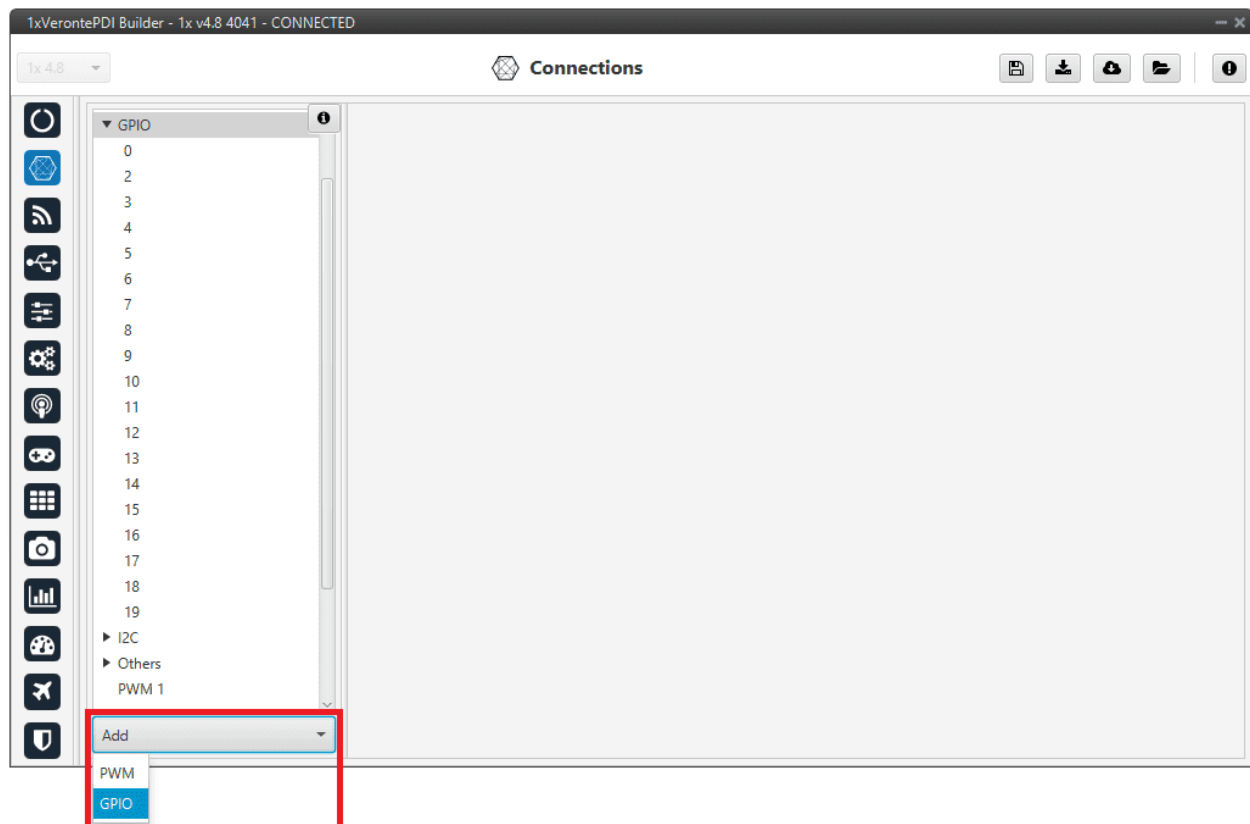 1xVerontePDI Builder - 1x v4.8 4041 - CONNECTED
1x 4.8
Connections
GPIO
0
2
3
4
5
6
7
8
9
10
11
12
13
14
15
16
17
18
19
I2C
Others
PWM 1
Add
PWM
GPIO